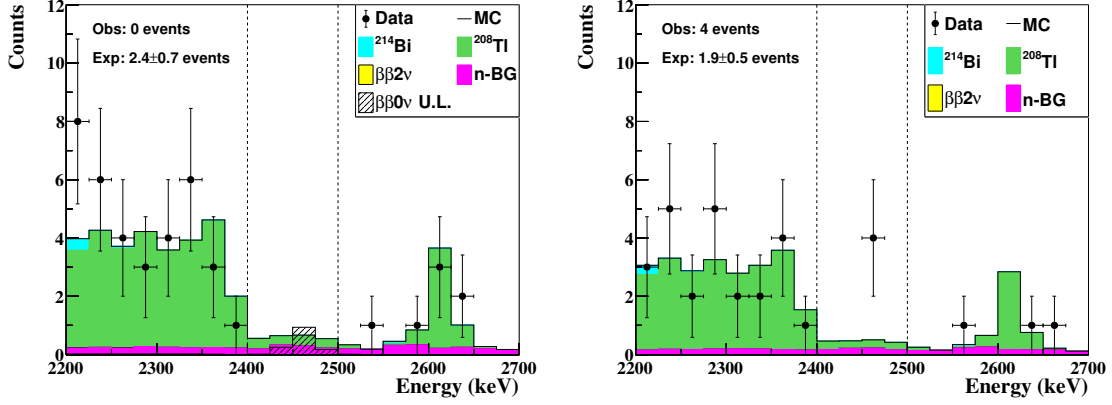 Counts
12
10
8
6
4
2
0
Obs: 0 events
Exp: 2.4±0.7 events
Data
MC
²¹⁴Bi
²⁰⁸Tl
ββ2ν
n-BG
ββ0ν U.L.
2200 2300 2400 2500 2600 2700
Energy (keV)
Counts
12
10
8
6
4
2
0
Obs: 4 events
Exp: 1.9±0.5 events
Data
MC
²¹⁴Bi
²⁰⁸Tl
ββ2ν
n-BG
2200 2300 2400 2500 2600 2700
Energy (keV)